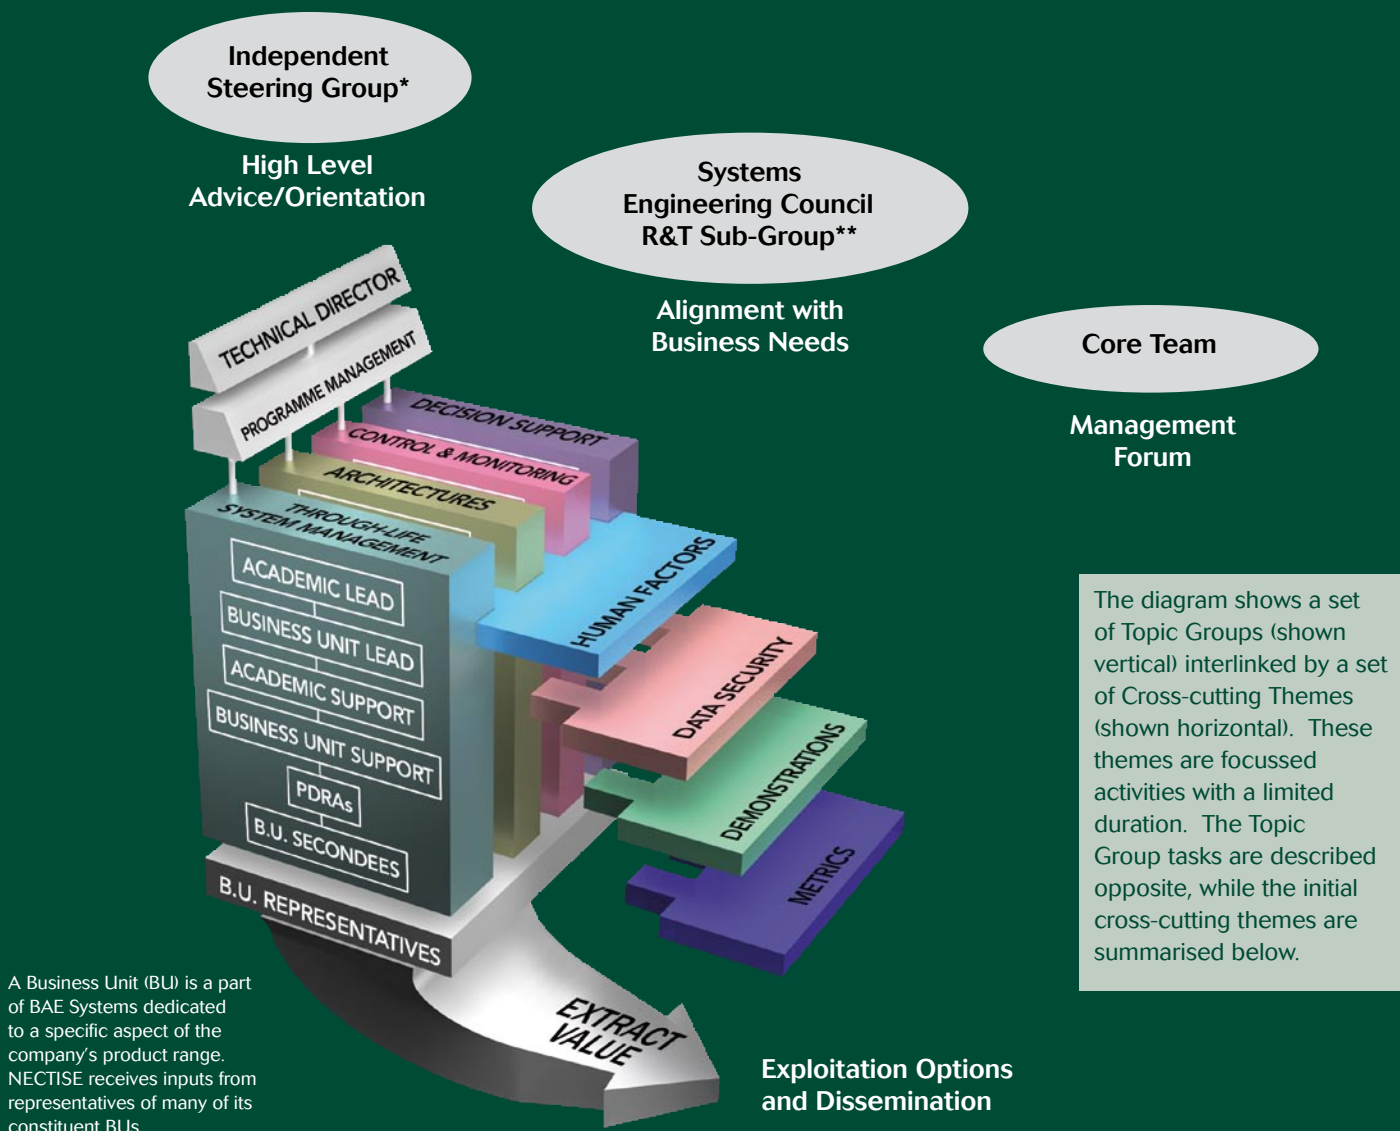 Independent
Steering Group*
High Level
Advice/Orientation
Systems
Engineering Council
R&T Sub-Group**
Alignment with
Business Needs
Core Team
Management
Forum
TECHNICAL DIRECTOR
PROGRAMME MANAGEMENT
DECISION SUPPORT
CONTROL & MONITORING
ARCHITECTURES
THROUGH-LIFE
SYSTEM MANAGEMENT
ACADEMIC LEAD
BUSINESS UNIT LEAD
ACADEMIC SUPPORT
BUSINESS UNIT SUPPORT
PDRAs
B.U. SECONDEES
B.U. REPRESENTATIVES
HUMAN FACTORS
DATA SECURITY
DEMONSTRATIONS
METRICS
EXTRACT
VALUE
Exploitation Options
and Dissemination
The diagram shows a set
of Topic Groups (shown
vertical) interlinked by a set
of Cross-cutting Themes
(shown horizontal).  These
themes are focussed
activities with a limited
duration.  The Topic
Group tasks are described
opposite, while the initial
cross-cutting themes are
summarised below.
A Business Unit (BU) is a part
of BAE Systems dedicated
to a specific aspect of the
company's product range.
NECTISE receives inputs from
representatives of many of its
constituent BUs